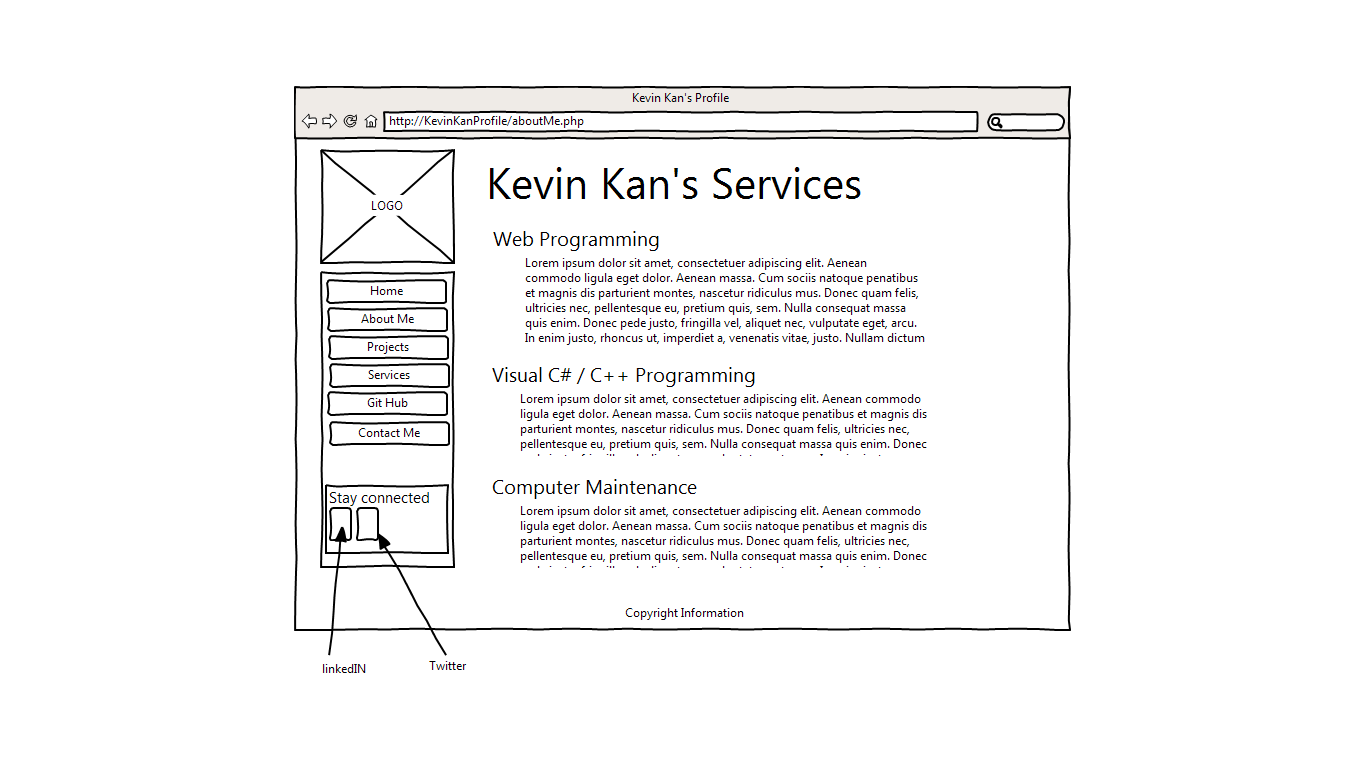 Kevin Kan's Profile
http://KevinKanProfile/aboutMe.php
LOGO
Home
About Me
Projects
Services
Git Hub
Contact Me
Stay connected
Kevin Kan's Services
Web Programming
Lorem ipsum dolor sit amet, consectetuer adipiscing elit. Aenean
commodo ligula eget dolor. Aenean massa. Cum sociis natoque penatibus
et magnis dis parturient montes, nascetur ridiculus mus. Donec quam felis,
ultricies nec, pellentesque eu, pretium quis, sem. Nulla consequat massa
quis enim. Donec pede justo, fringilla vel, aliquet nec, vulputate eget, arcu.
In enim justo, rhoncus ut, imperdiet a, venenatis vitae, justo. Nullam dictum
Visual C# / C++ Programming
Lorem ipsum dolor sit amet, consectetuer adipiscing elit. Aenean commodo
ligula eget dolor. Aenean massa. Cum sociis natoque penatibus et magnis dis
parturient montes, nascetur ridiculus mus. Donec quam felis, ultricies nec,
pellentesque eu, pretium quis, sem. Nulla consequat massa quis enim. Donec
Computer Maintenance
Lorem ipsum dolor sit amet, consectetuer adipiscing elit. Aenean commodo
ligula eget dolor. Aenean massa. Cum sociis natoque penatibus et magnis dis
parturient montes, nascetur ridiculus mus. Donec quam felis, ultricies nec,
pellentesque eu, pretium quis, sem. Nulla consequat massa quis enim. Donec
Copyright Information
linkedIN
Twitter